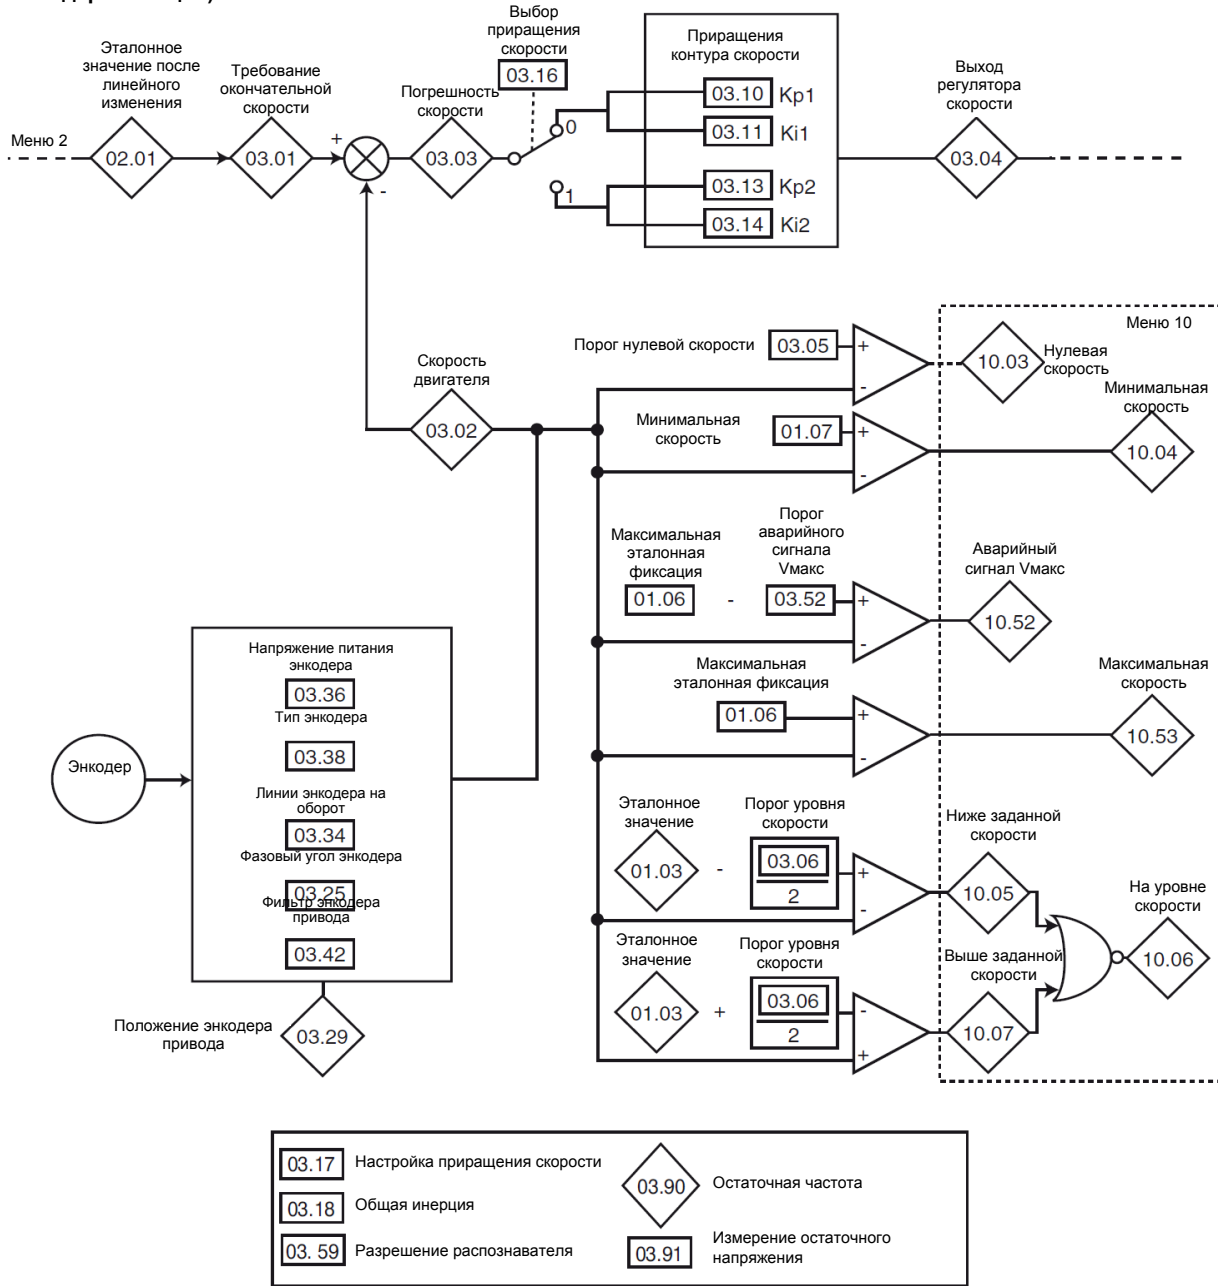 Выбор
приращения
скорости
03.16
Эталонное
значение после
линейного
изменения
Требование
окончательной
скорости
Погрешность
скорости
Приращения
контура скорости
Выход
регулятора
скорости
Меню 2
02.01
03.01
+
-
03.03
0
1
03.10 Kp1
03.11 Ki1
03.13 Kp2
03.14 Ki2
03.04
Меню 10
Порог нулевой скорости
03.05
+
-
10.03
Нулевая
скорость
Скорость
двигателя
03.02
Минимальная
скорость
01.07
+
-
Минимальная
скорость
10.04
Максимальная
эталонная
фиксация
01.06
-
Порог
аварийного
сигнала
Vмакс
03.52
+
-
Аварийный
сигнал Vмакс
10.52
Максимальная
эталонная фиксация
01.06
+
-
Максимальная
скорость
10.53
Энкодер
Напряжение питания
энкодера
03.36
Тип энкодера
03.38
Линии энкодера на
оборот
03.34
Фазовый угол энкодера
03.25
Фильтр энкодера
привода
03.42
Положение энкодера
привода
03.29
Эталонное
значение
01.03
-
Порог уровня
скорости
03.06
2
+
-
Ниже заданной
скорости
10.05
Эталонное
значение
01.03
+
Порог уровня
скорости
03.06
2
-
+
Выше заданной
скорости
10.07
На уровне
скорости
10.06
03.17 Настройка приращения скорости
03.18 Общая инерция
03. 59 Разрешение распознавателя
03.90 Остаточная частота
03.91 Измерение остаточного
напряжения